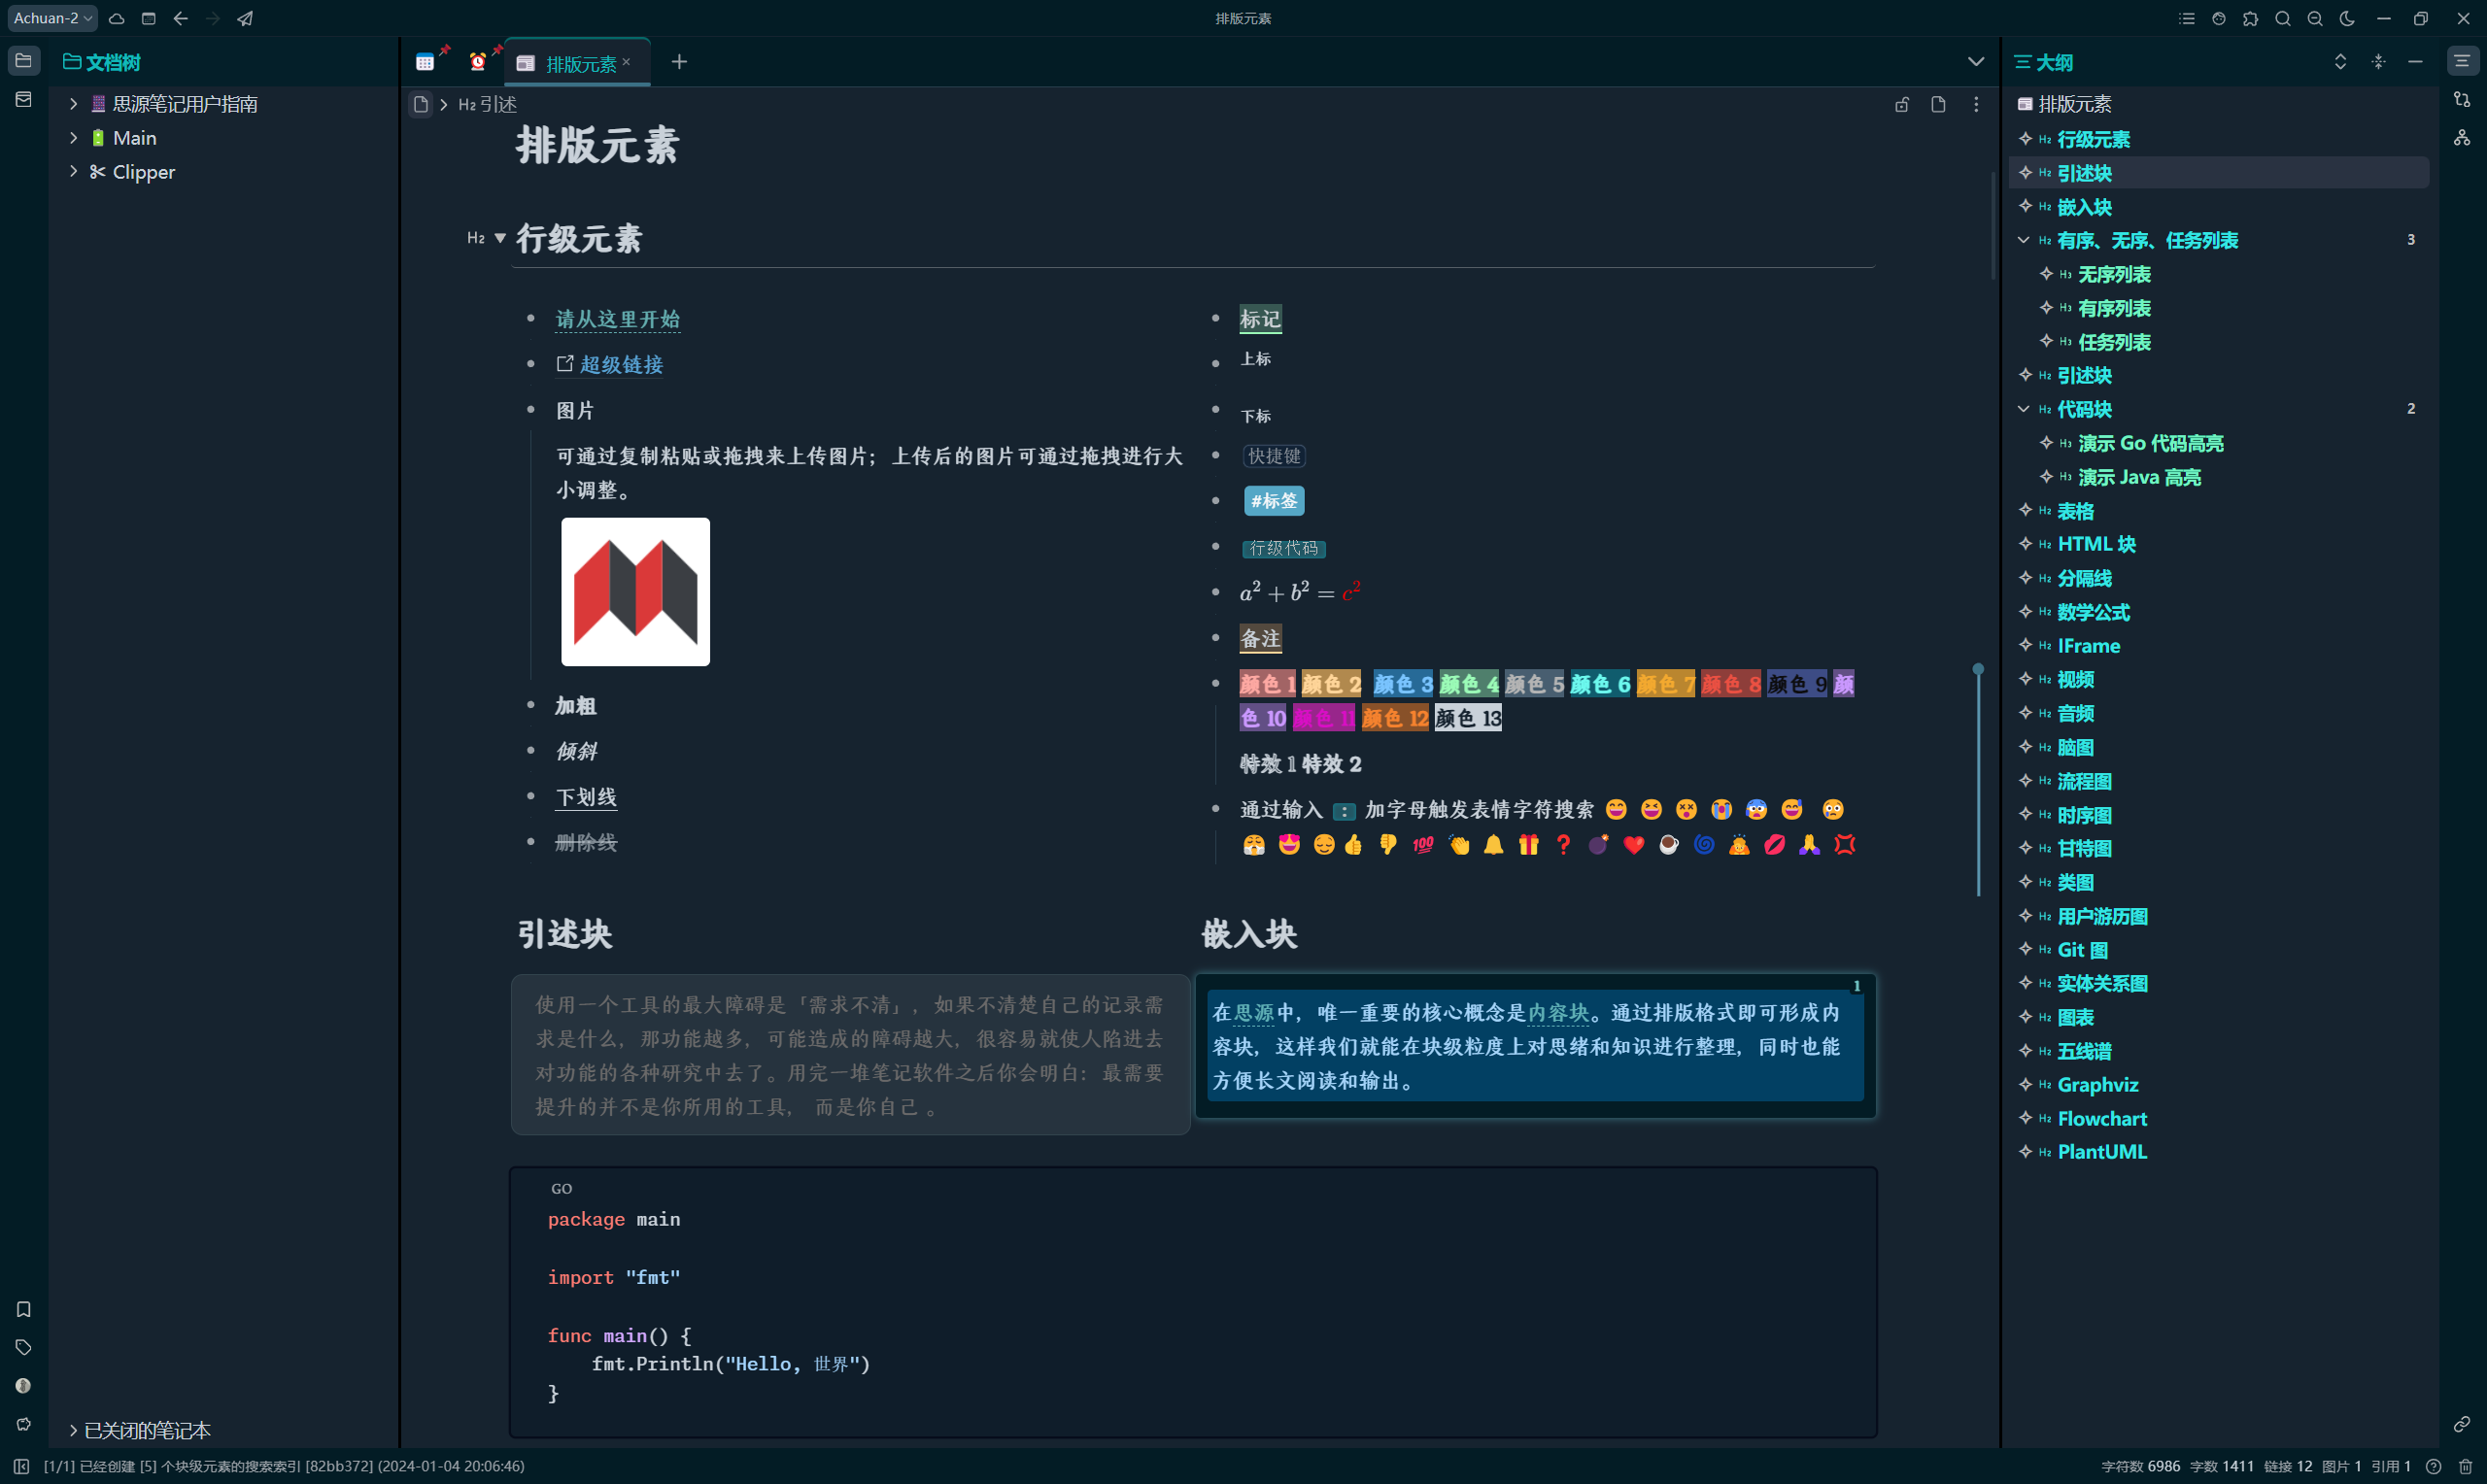 Achuan-2
排版元素
文档树
思源笔记用户指南
Main
Clipper
已关闭的笔记本
排版元素
H2 引述
排版元素
H2 行级元素
请从这里开始
超级链接
图片
可通过复制粘贴或拖拽来上传图片；上传后的图片可通过拖拽进行大
小调整。
加粗
倾斜
下划线
删除线
标记
上标
下标
快捷键
#标签
行级代码
a² + b² = c²
备注
颜色 1 颜色 2 颜色 3 颜色 4 颜色 5 颜色 6 颜色 7 颜色 8 颜色 9 颜
色 10 颜色 11 颜色 12 颜色 13
特效 1 特效 2
通过输入 : 加字母触发表情字符搜索 😄 😆 😵 😭 😰 😅 😢
😤 🤩 😌 👍 👎 💯 👏 🔔 🎁 ❓ 💣 ❤️ ☕ 🌀 🙇 💋 🙏 💢
引述块
使用一个工具的最大障碍是「需求不清」，如果不清楚自己的记录需
求是什么，那功能越多，可能造成的障碍越大，很容易就使人陷进去
对功能的各种研究中去了。用完一堆笔记软件之后你会明白：最需要
提升的并不是你所用的工具， 而是你自己 。
嵌入块
1
在思源中，唯一重要的核心概念是内容块。通过排版格式即可形成内
容块，这样我们就能在块级粒度上对思绪和知识进行整理，同时也能
方便长文阅读和输出。
GO
package main
import "fmt"
func main() {
    fmt.Println("Hello, 世界")
}
大纲
排版元素
H2 行级元素
H2 引述块
H2 嵌入块
H2 有序、无序、任务列表 3
H3 无序列表
H3 有序列表
H3 任务列表
H2 引述块
H2 代码块 2
H3 演示 Go 代码高亮
H3 演示 Java 高亮
H2 表格
H2 HTML 块
H2 分隔线
H2 数学公式
H2 IFrame
H2 视频
H2 音频
H2 脑图
H2 流程图
H2 时序图
H2 甘特图
H2 类图
H2 用户游历图
H2 Git 图
H2 实体关系图
H2 图表
H2 五线谱
H2 Graphviz
H2 Flowchart
H2 PlantUML
[1/1] 已经创建 [5] 个块级元素的搜索索引 [82bb372] (2024-01-04 20:06:46)
字符数 6986 字数 1411 链接 12 图片 1 引用 1